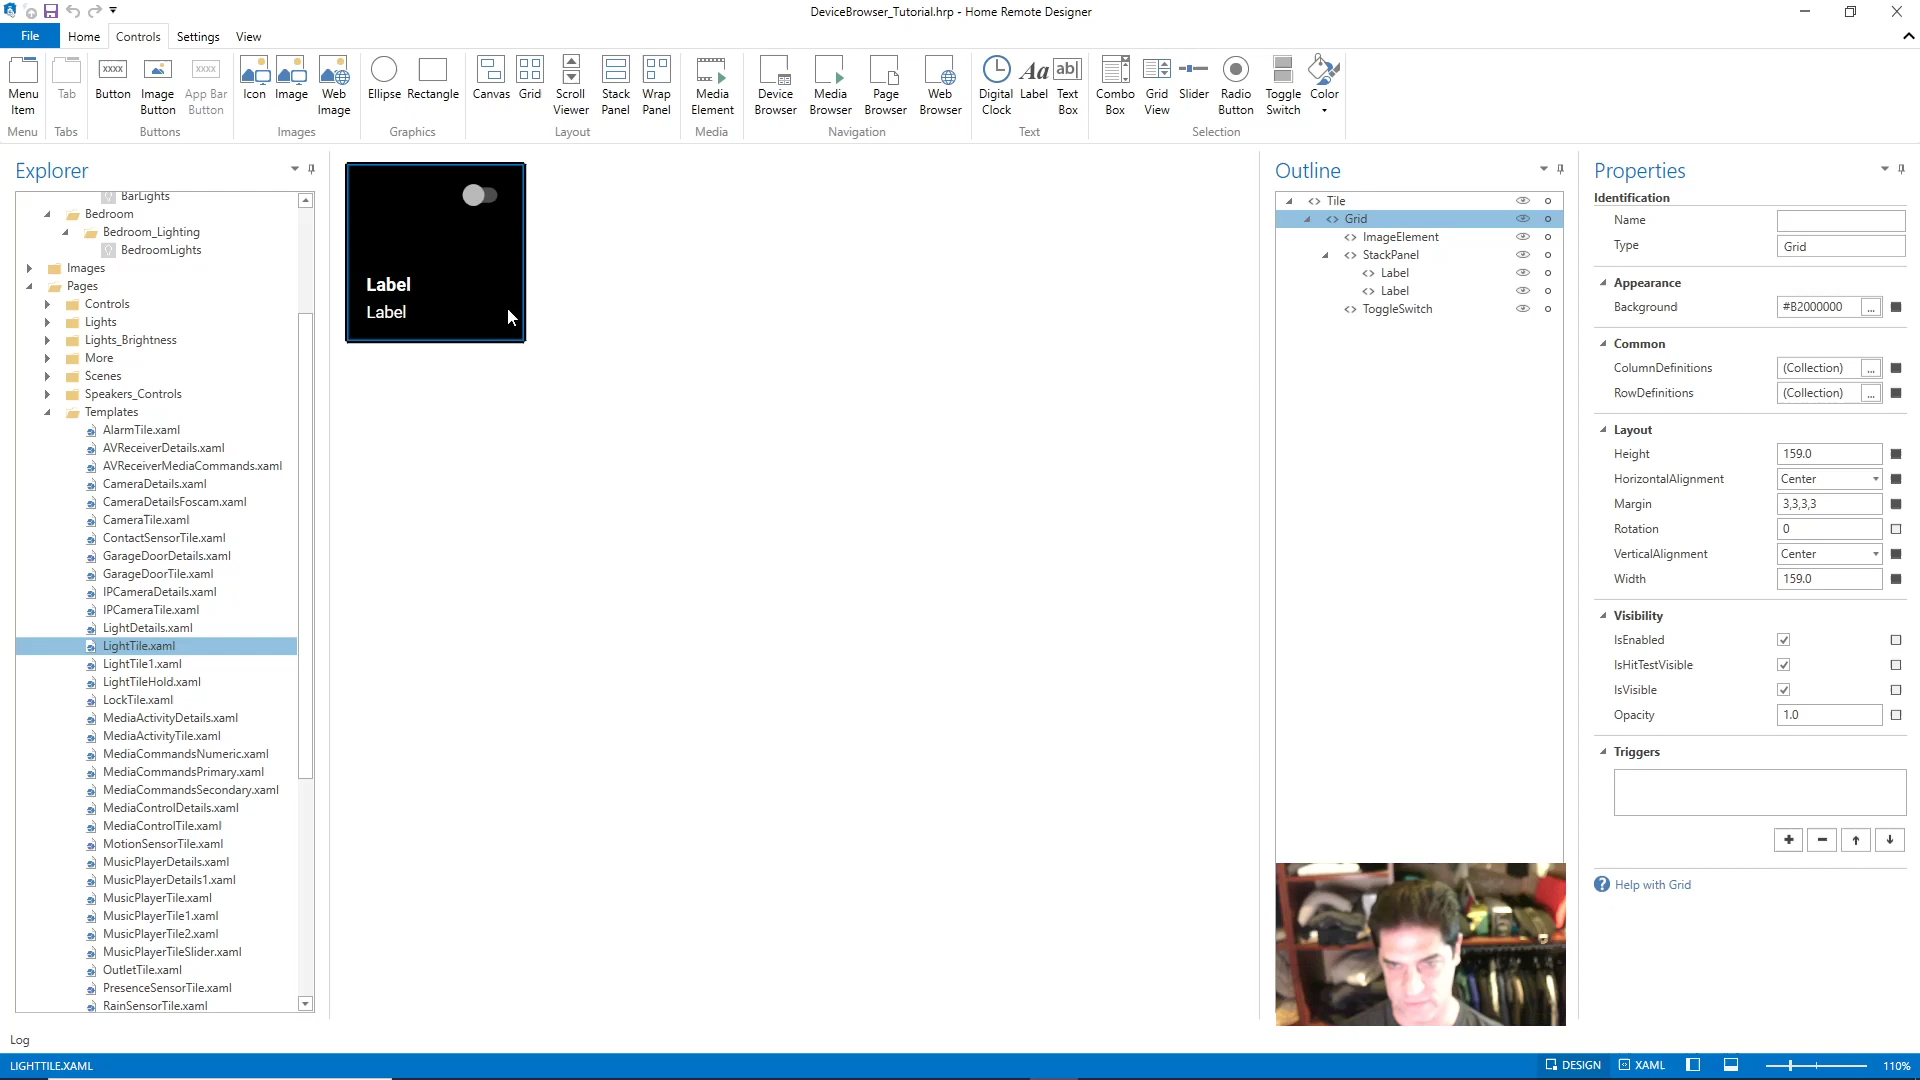 DeviceBrowser_Tutorial.hrp - Home Remote Designer
File
Home
Controls
Settings
View
Menu Item
Tab
xxxx
Button
Image Button
xxxx
App Bar Button
Icon
Image
Web Image
Ellipse
Rectangle
Canvas
Grid
Scroll Viewer
Stack Panel
Wrap Panel
Media Element
Device Browser
Media Browser
Page Browser
Web Browser
Digital Clock
Aa
Label
ab|
Text Box
Combo Box
Grid View
Slider
Radio Button
Toggle Switch
Color
Menu
Tabs
Buttons
Images
Graphics
Layout
Media
Navigation
Text
Selection
Explorer
BarLights
Bedroom
Bedroom_Lighting
BedroomLights
Images
Pages
Controls
Lights
Lights_Brightness
More
Scenes
Speakers_Controls
Templates
AlarmTile.xaml
AVReceiverDetails.xaml
AVReceiverMediaCommands.xaml
CameraDetails.xaml
CameraDetailsFoscam.xaml
CameraTile.xaml
ContactSensorTile.xaml
GarageDoorDetails.xaml
GarageDoorTile.xaml
IPCameraDetails.xaml
IPCameraTile.xaml
LightDetails.xaml
LightTile.xaml
LightTile1.xaml
LightTileHold.xaml
LockTile.xaml
MediaActivityDetails.xaml
MediaActivityTile.xaml
MediaCommandsNumeric.xaml
MediaCommandsPrimary.xaml
MediaCommandsSecondary.xaml
MediaControlDetails.xaml
MediaControlTile.xaml
MotionSensorTile.xaml
MusicPlayerDetails.xaml
MusicPlayerDetails1.xaml
MusicPlayerTile.xaml
MusicPlayerTile1.xaml
MusicPlayerTile2.xaml
MusicPlayerTileSlider.xaml
OutletTile.xaml
PresenceSensorTile.xaml
RainSensorTile.xaml
Label
Label
Outline
Tile
Grid
ImageElement
StackPanel
Label
Label
ToggleSwitch
Properties
Identification
Name
Type Grid
Appearance
Background #B2000000 ...
Common
ColumnDefinitions (Collection) ...
RowDefinitions (Collection) ...
Layout
Height 159.0
HorizontalAlignment Center
Margin 3,3,3,3
Rotation 0
VerticalAlignment Center
Width 159.0
Visibility
IsEnabled
IsHitTestVisible
IsVisible
Opacity 1.0
Triggers
? Help with Grid
Log
LIGHTTILE.XAML
DESIGN
XAML
110%